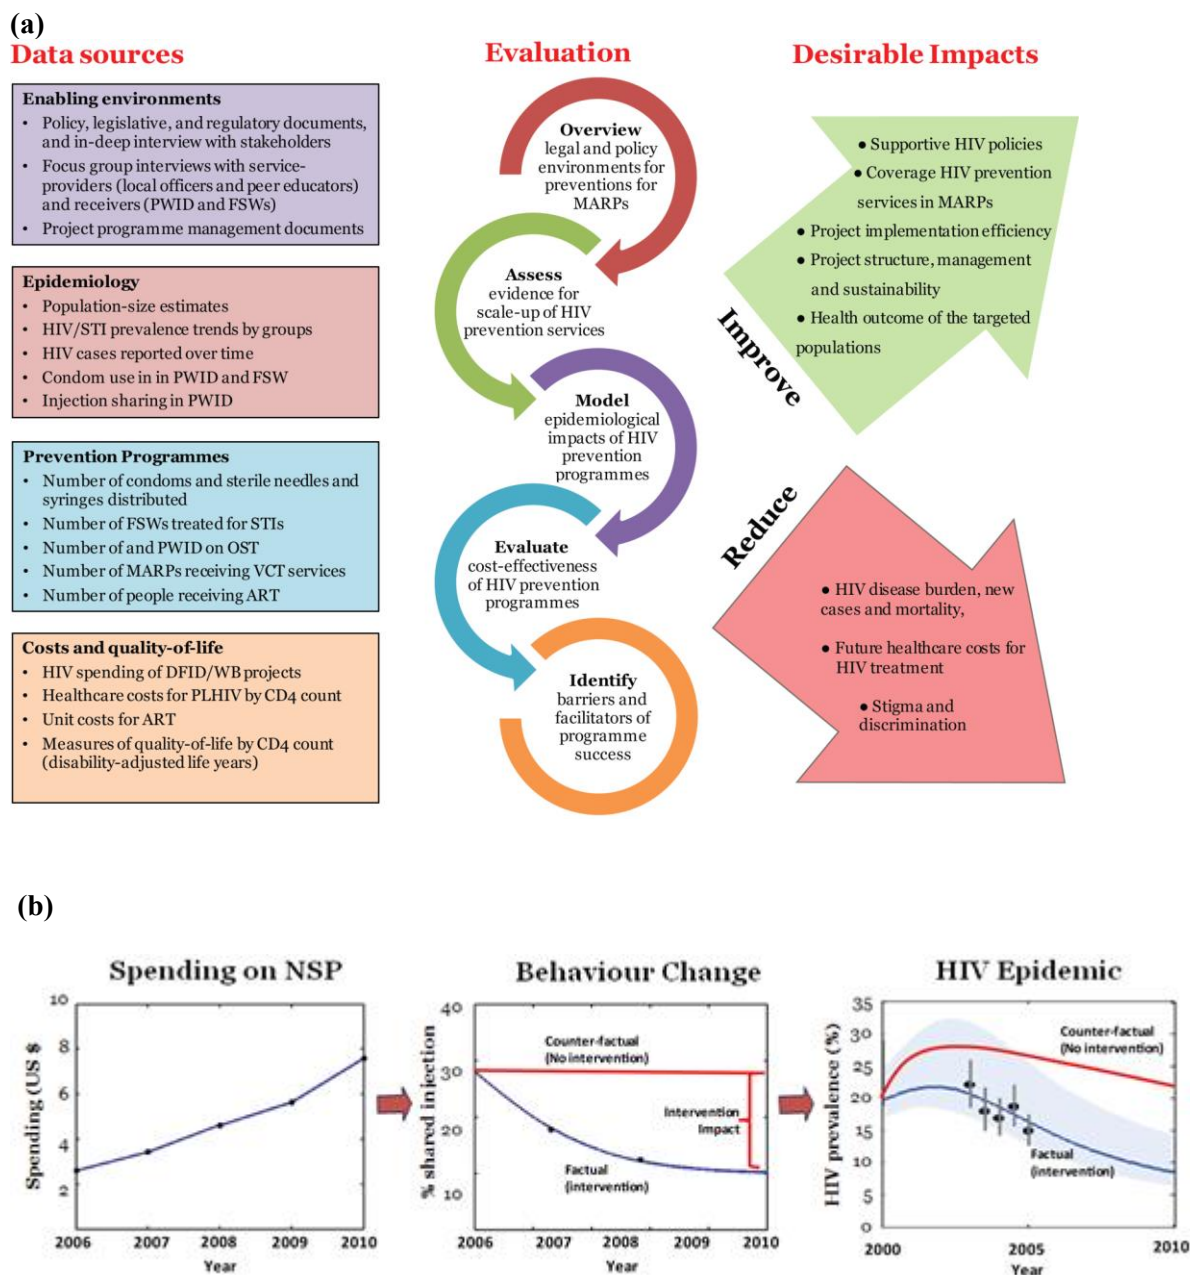 (a)
Data sources
Enabling environments
• Policy, legislative, and regulatory documents,
and in-deep interview with stakeholders
• Focus group interviews with service-
providers (local officers and peer educators)
and receivers (PWID and FSWs)
• Project programme management documents
Epidemiology
• Population-size estimates
• HIV/STI prevalence trends by groups
• HIV cases reported over time
• Condom use in in PWID and FSW
• Injection sharing in PWID
Prevention Programmes
• Number of condoms and sterile needles and
syringes distributed
• Number of FSWs treated for STIs
• Number of and PWID on OST
• Number of MARPs receiving VCT services
• Number of people receiving ART
Costs and quality-of-life
• HIV spending of DFID/WB projects
• Healthcare costs for PLHIV by CD4 count
• Unit costs for ART
• Measures of quality-of-life by CD4 count
(disability-adjusted life years)
Evaluation
Overview
legal and policy
environments for
preventions for
MARPs
Assess
evidence for
scale-up of HIV
prevention services
Model
epidemiological
impacts of HIV
prevention
programmes
Evaluate
cost-effectiveness
of HIV prevention
programmes
Identify
barriers and
facilitators of
programme
success
Desirable Impacts
● Supportive HIV policies
● Coverage HIV prevention
services in MARPs
● Project implementation efficiency
● Project structure, management
and sustainability
● Health outcome of the targeted
populations
Improve
Reduce
● HIV disease burden, new
cases and mortality,
● Future healthcare costs for
HIV treatment
● Stigma and
discrimination
(b)
Spending on NSP
Spending (US $
10
8
6
4
2
2006 2007 2008 2009 2010
Year
Behaviour Change
% shared injection
40
30
20
10
Counter-factual
(No intervention)
Intervention
Impact
Factual
(intervention)
2006 2007 2008 2009 2010
Year
HIV Epidemic
HIV prevalence (%)
35
30
25
20
15
10
5
0
Counter-factual
(No intervention)
Factual
(intervention)
2000 2005 2010
Year